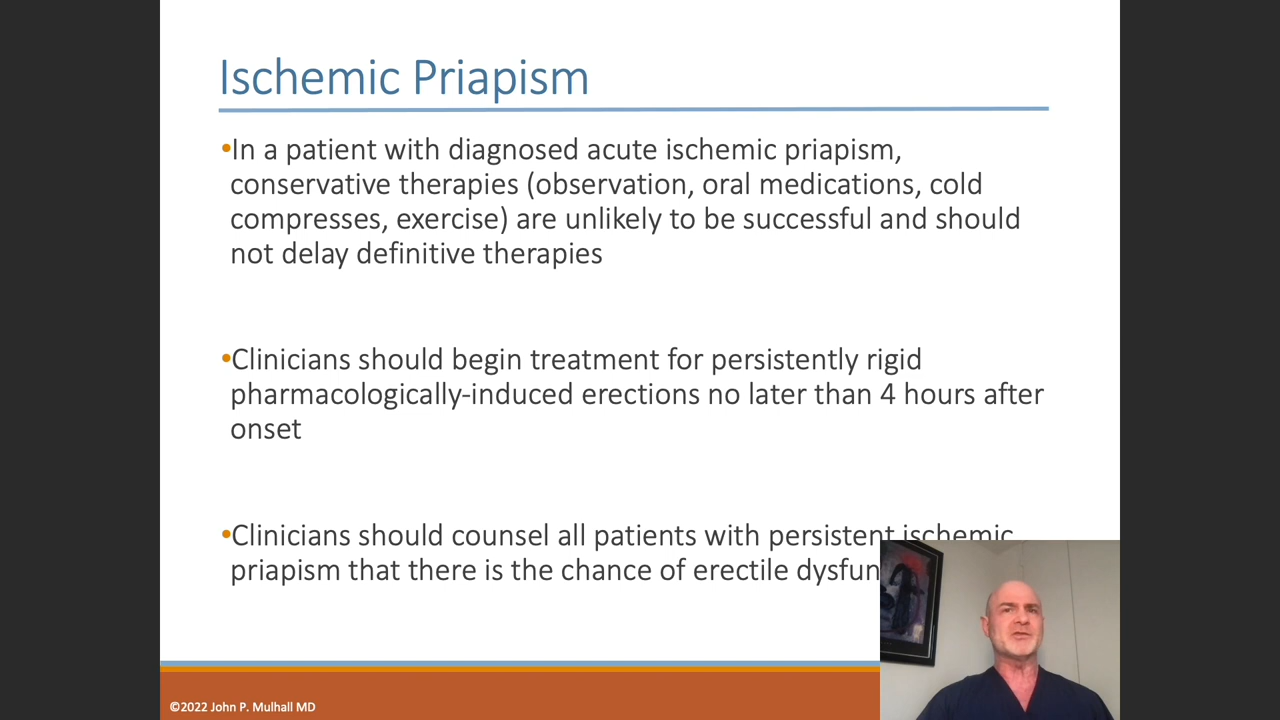 Ischemic Priapism
•In a patient with diagnosed acute ischemic priapism,
conservative therapies (observation, oral medications, cold
compresses, exercise) are unlikely to be successful and should
not delay definitive therapies
•Clinicians should begin treatment for persistently rigid
pharmacologically-induced erections no later than 4 hours after
onset
•Clinicians should counsel all patients with persistent ischemic
priapism that there is the chance of erectile dysfun
©2022 John P. Mulhall MD